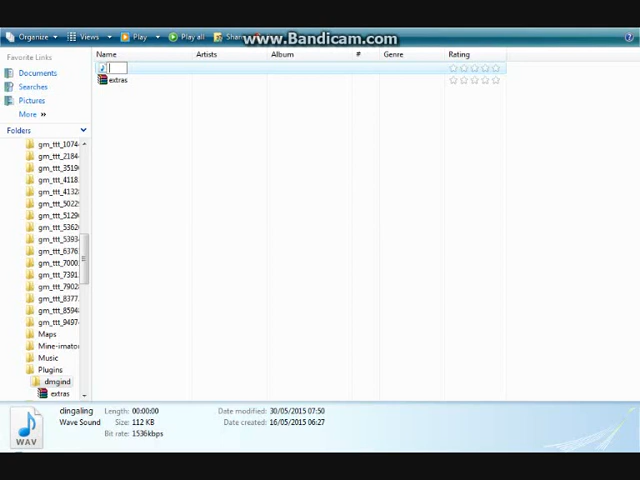 www.Bandicam.com
Organize Views Play Play all
Favorite Links
Documents
Searches
Pictures
More »
Folders
Name Artists Album # Genre Rating
extras
gm_ttt_1074
gm_ttt_2184
gm_ttt_3519
gm_ttt_4118
gm_ttt_4132
gm_ttt_5022
gm_ttt_5129
gm_ttt_5362
gm_ttt_5393
gm_ttt_6376
gm_ttt_7000
gm_ttt_7391
gm_ttt_7902
gm_ttt_8377
gm_ttt_8594
gm_ttt_9497
Maps
Mine-imato
Music
Plugins
dmgind
extras
WAV
dingaling Length: 00:00:00 Date modified: 30/05/2015 07:50
Wave Sound Size: 112 KB Date created: 16/05/2015 06:27
Bit rate: 1536kbps